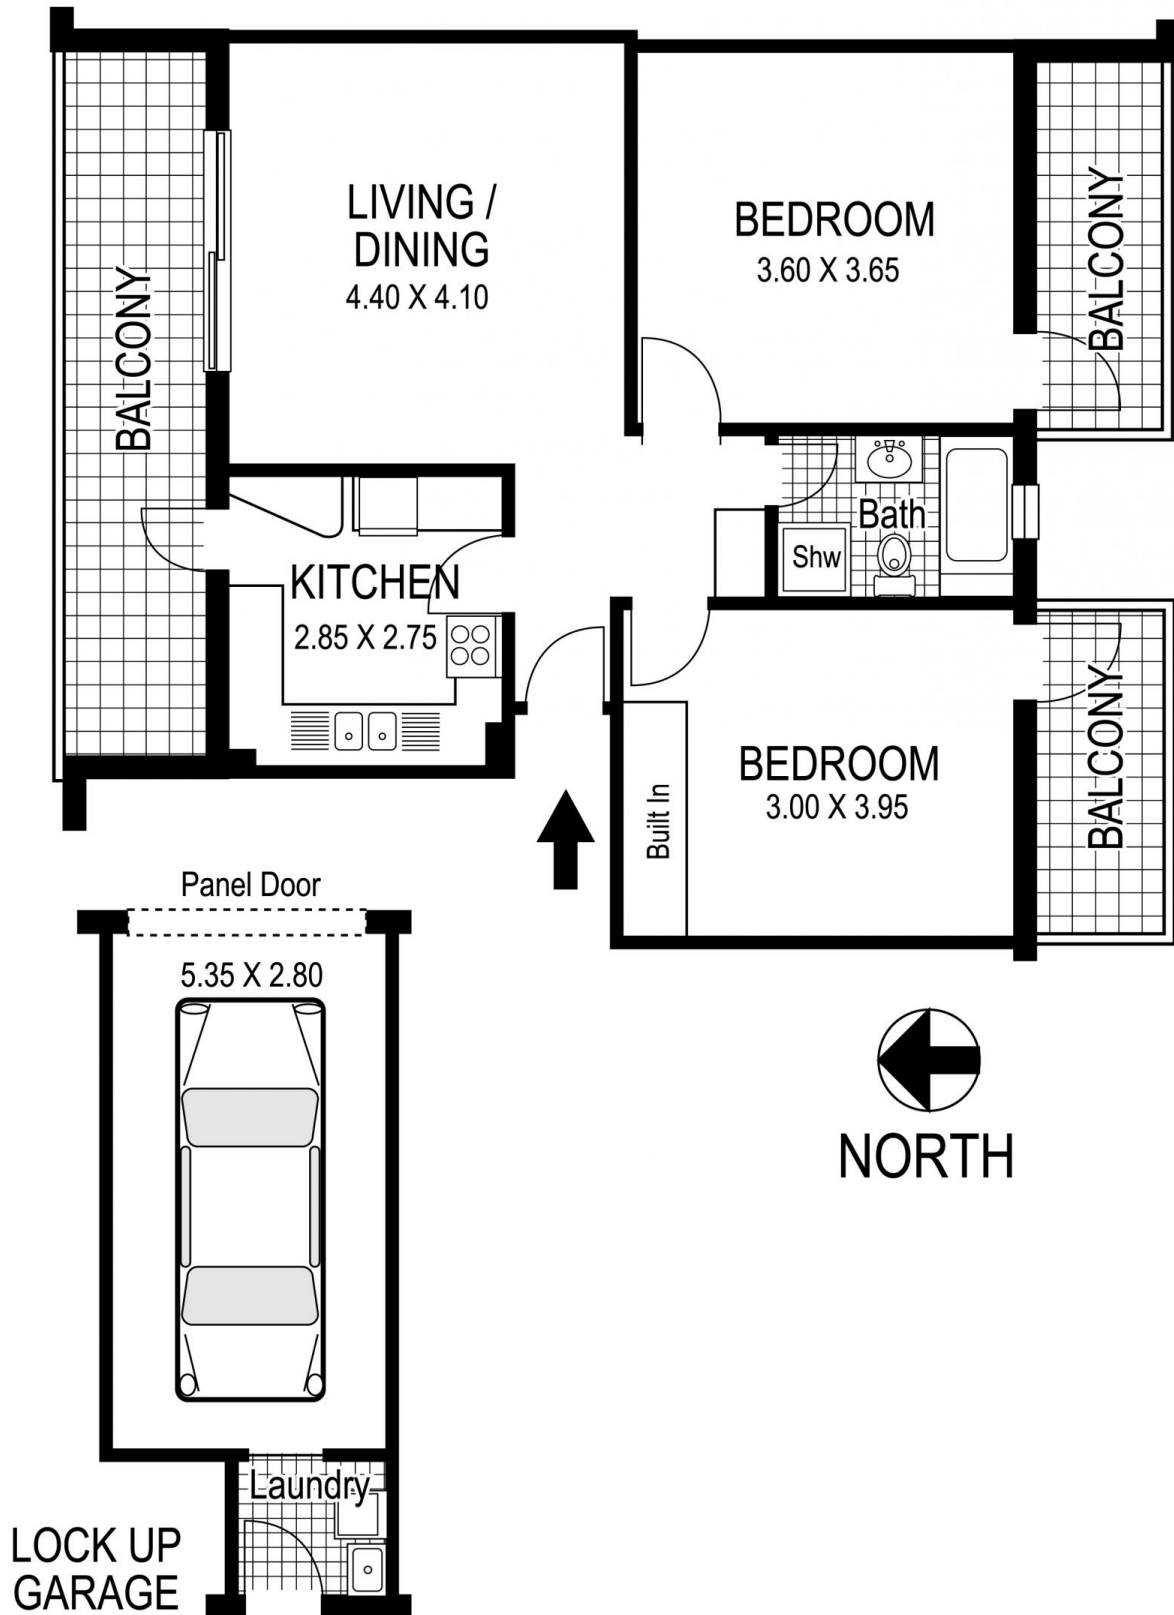 LIVING /
DINING
4.40 X 4.10
BEDROOM
3.60 X 3.65
BALCONY
BALCONY
Bath
Shw
KITCHEN
2.85 X 2.75
BEDROOM
3.00 X 3.95
Built In
BALCONY
Panel Door
5.35 X 2.80
NORTH
Laundry
LOCK UP
GARAGE